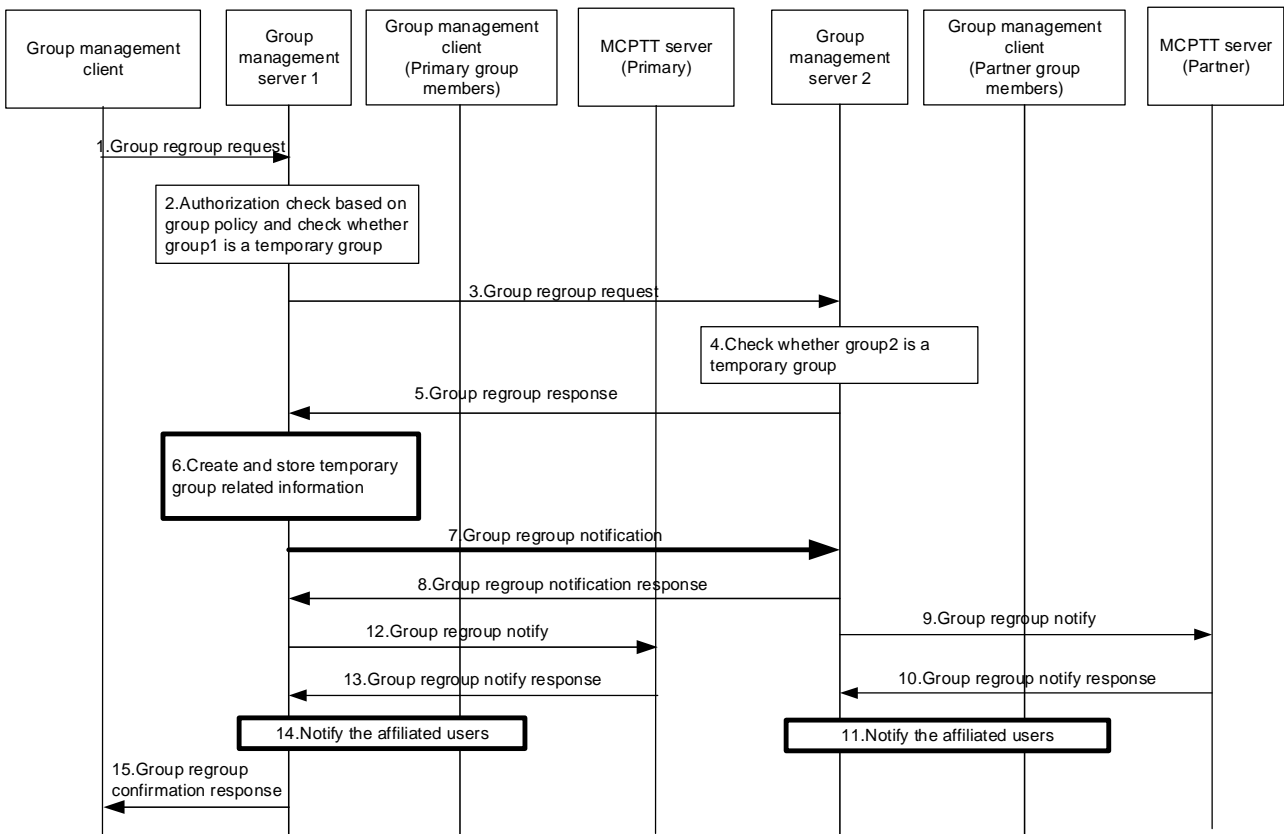 Group management
client
Group
management
server 1
Group management
client
(Primary group
members)
MCPTT server
(Primary)
Group
management
server 2
Group management
client
(Partner group
members)
MCPTT server
(Partner)
1.Group regroup request
2.Authorization check based on
group policy and check whether
group1 is a temporary group
3.Group regroup request
4.Check whether group2 is a
temporary group
5.Group regroup response
6.Create and store temporary
group related information
7.Group regroup notification
8.Group regroup notification response
9.Group regroup notify
12.Group regroup notify
10.Group regroup notify response
13.Group regroup notify response
14.Notify the affiliated users
11.Notify the affiliated users
15.Group regroup
confirmation response